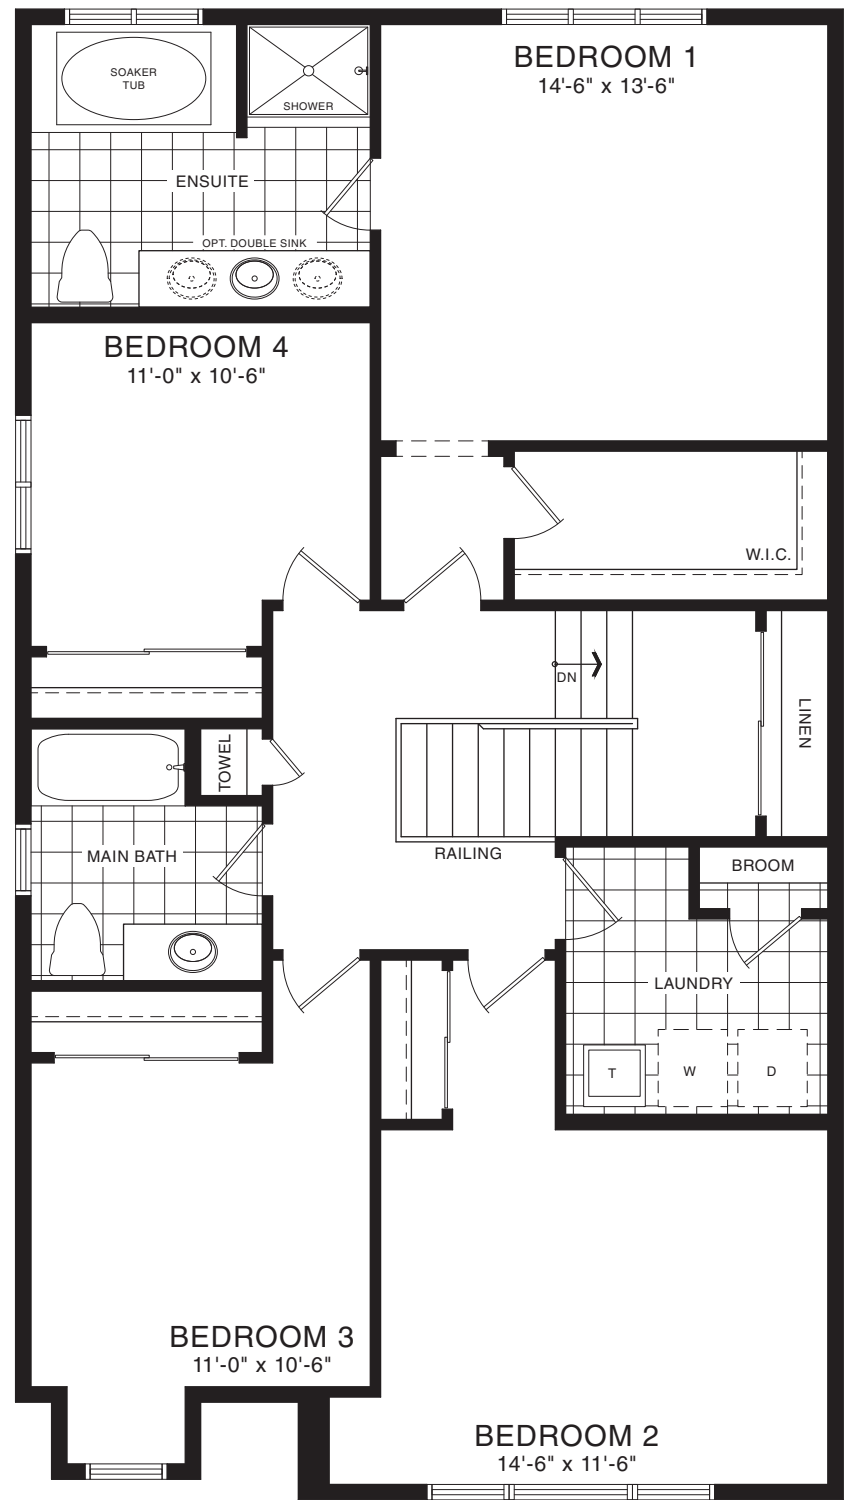 SOAKER
TUB
SHOWER
BEDROOM 1
14'-6" x 13'-6"
ENSUITE
OPT. DOUBLE SINK
BEDROOM 4
11'-0" x 10'-6"
W.I.C.
DN
LINEN
TOWEL
RAILING
MAIN BATH
BROOM
LAUNDRY
T
W
D
BEDROOM 3
11'-0" x 10'-6"
BEDROOM 2
14'-6" x 11'-6"